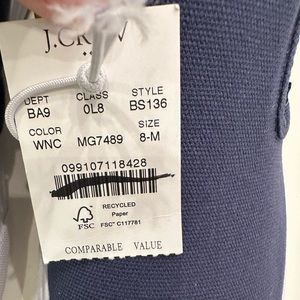 J.CREW
DEPT CLASS STYLE
BA9 0L8 BS136
COLOR SIZE
WNC MG7489 8-M
099107118428
RECYCLED
Paper
FSC FSC® C117781
COMPARABLE VALUE